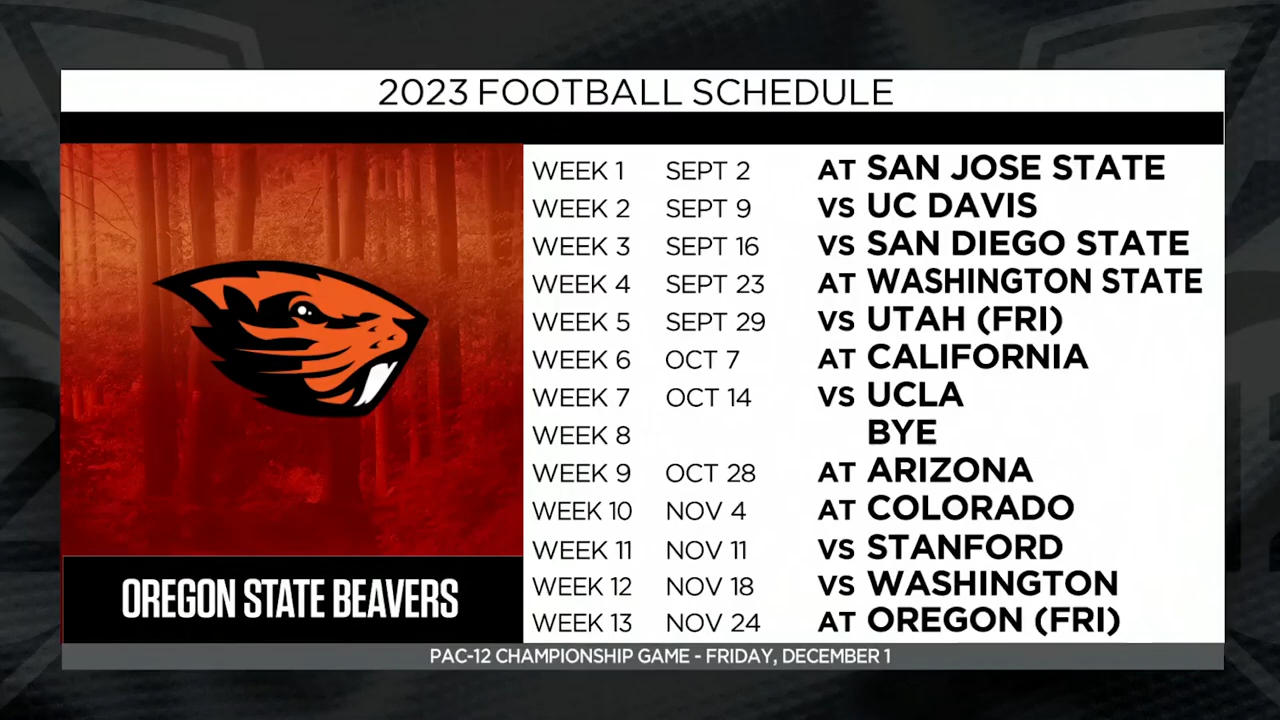 2023 FOOTBALL SCHEDULE
WEEK 1 SEPT 2 AT SAN JOSE STATE
WEEK 2 SEPT 9 VS UC DAVIS
WEEK 3 SEPT 16 VS SAN DIEGO STATE
WEEK 4 SEPT 23 AT WASHINGTON STATE
WEEK 5 SEPT 29 VS UTAH (FRI)
WEEK 6 OCT 7 AT CALIFORNIA
WEEK 7 OCT 14 VS UCLA
WEEK 8 BYE
WEEK 9 OCT 28 AT ARIZONA
WEEK 10 NOV 4 AT COLORADO
WEEK 11 NOV 11 VS STANFORD
WEEK 12 NOV 18 VS WASHINGTON
WEEK 13 NOV 24 AT OREGON (FRI)
OREGON STATE BEAVERS
PAC-12 CHAMPIONSHIP GAME - FRIDAY, DECEMBER 1